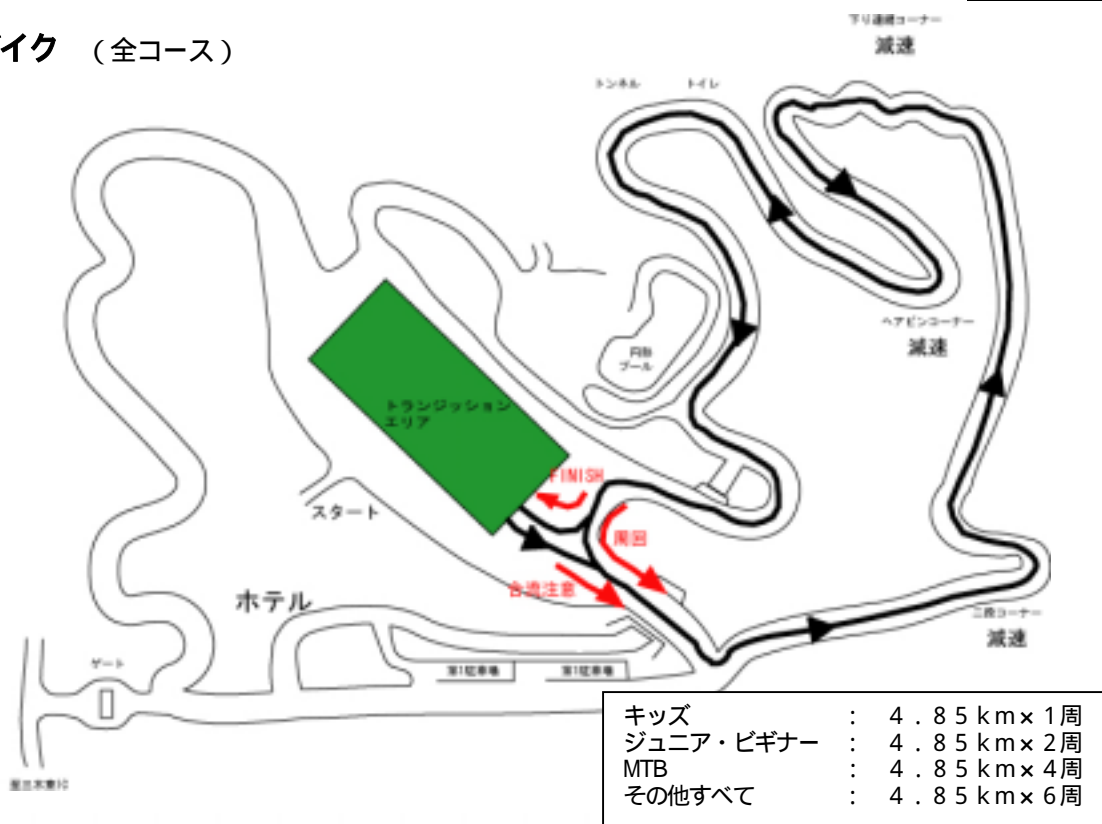 イク （全コース）
下り連続コーナー
減速
トンネル
トイレ
ヘアピンコーナー
減速
円形
プール
トランジッション
エリア
FINISH
スタート
周回
合流注意
ホテル
二段コーナー
減速
ゲート
第1駐車場
第1駐車場
キッズ : 4．85km×1周
ジュニア・ビギナー : 4．85km×2周
MTB : 4．85km×4周
その他すべて : 4．85km×6周